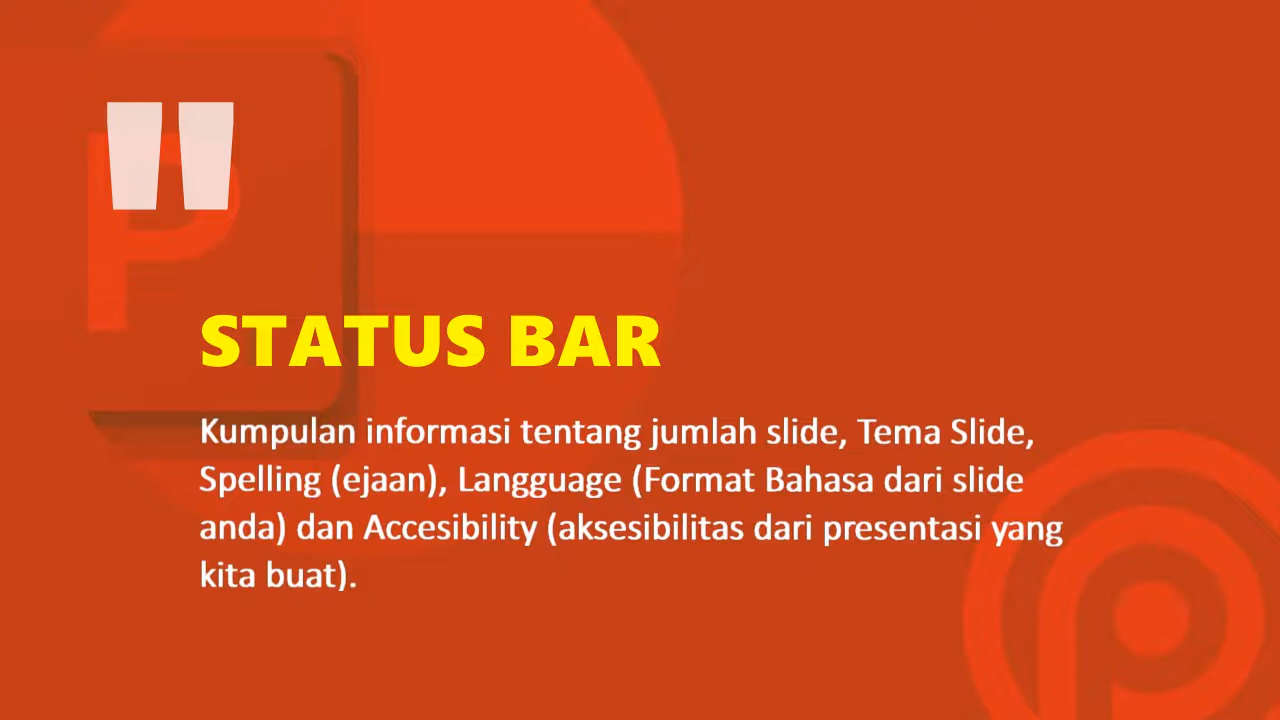 "
STATUS BAR
Kumpulan informasi tentang jumlah slide, Tema Slide,
Spelling (ejaan), Langguage (Format Bahasa dari slide
anda) dan Accesibility (aksesibilitas dari presentasi yang
kita buat).
P